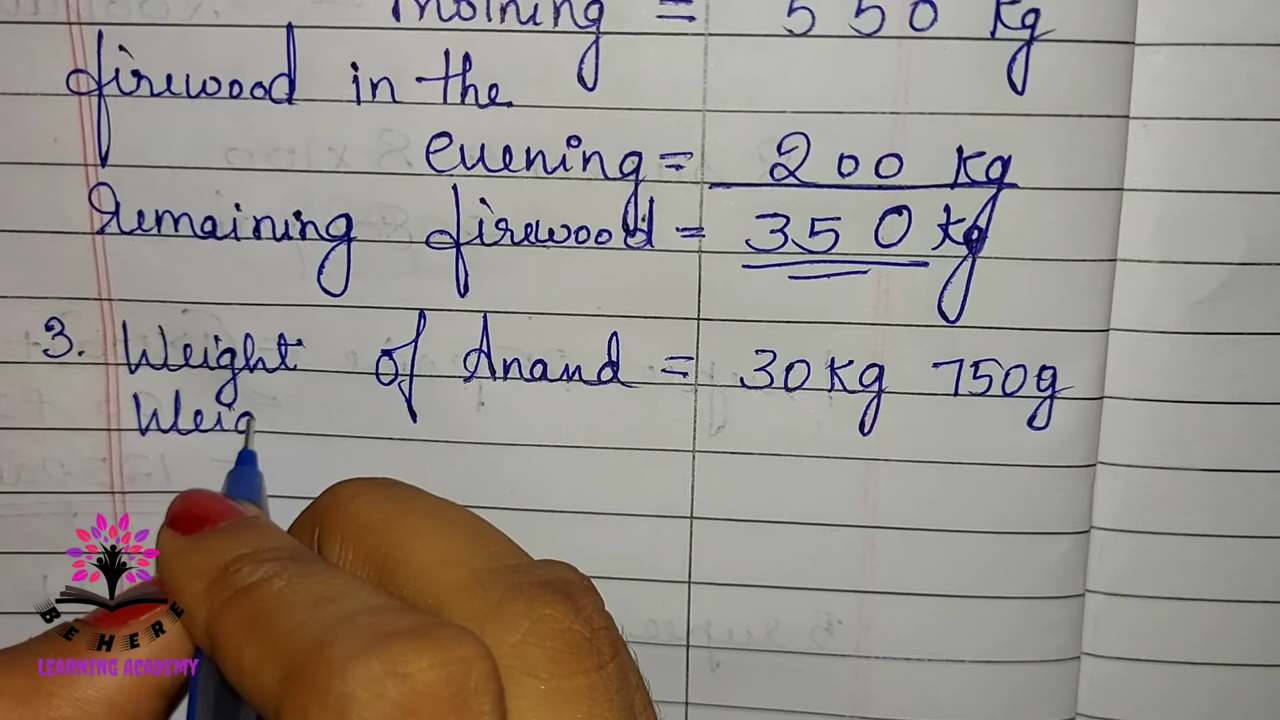 morning = 550 kg
firewood in the
evening = 200 kg
Remaining firewood = 350 kg
3. Weight of Anand = 30 kg 750g
Weig
BEHERE
LEARNING ACADEMY